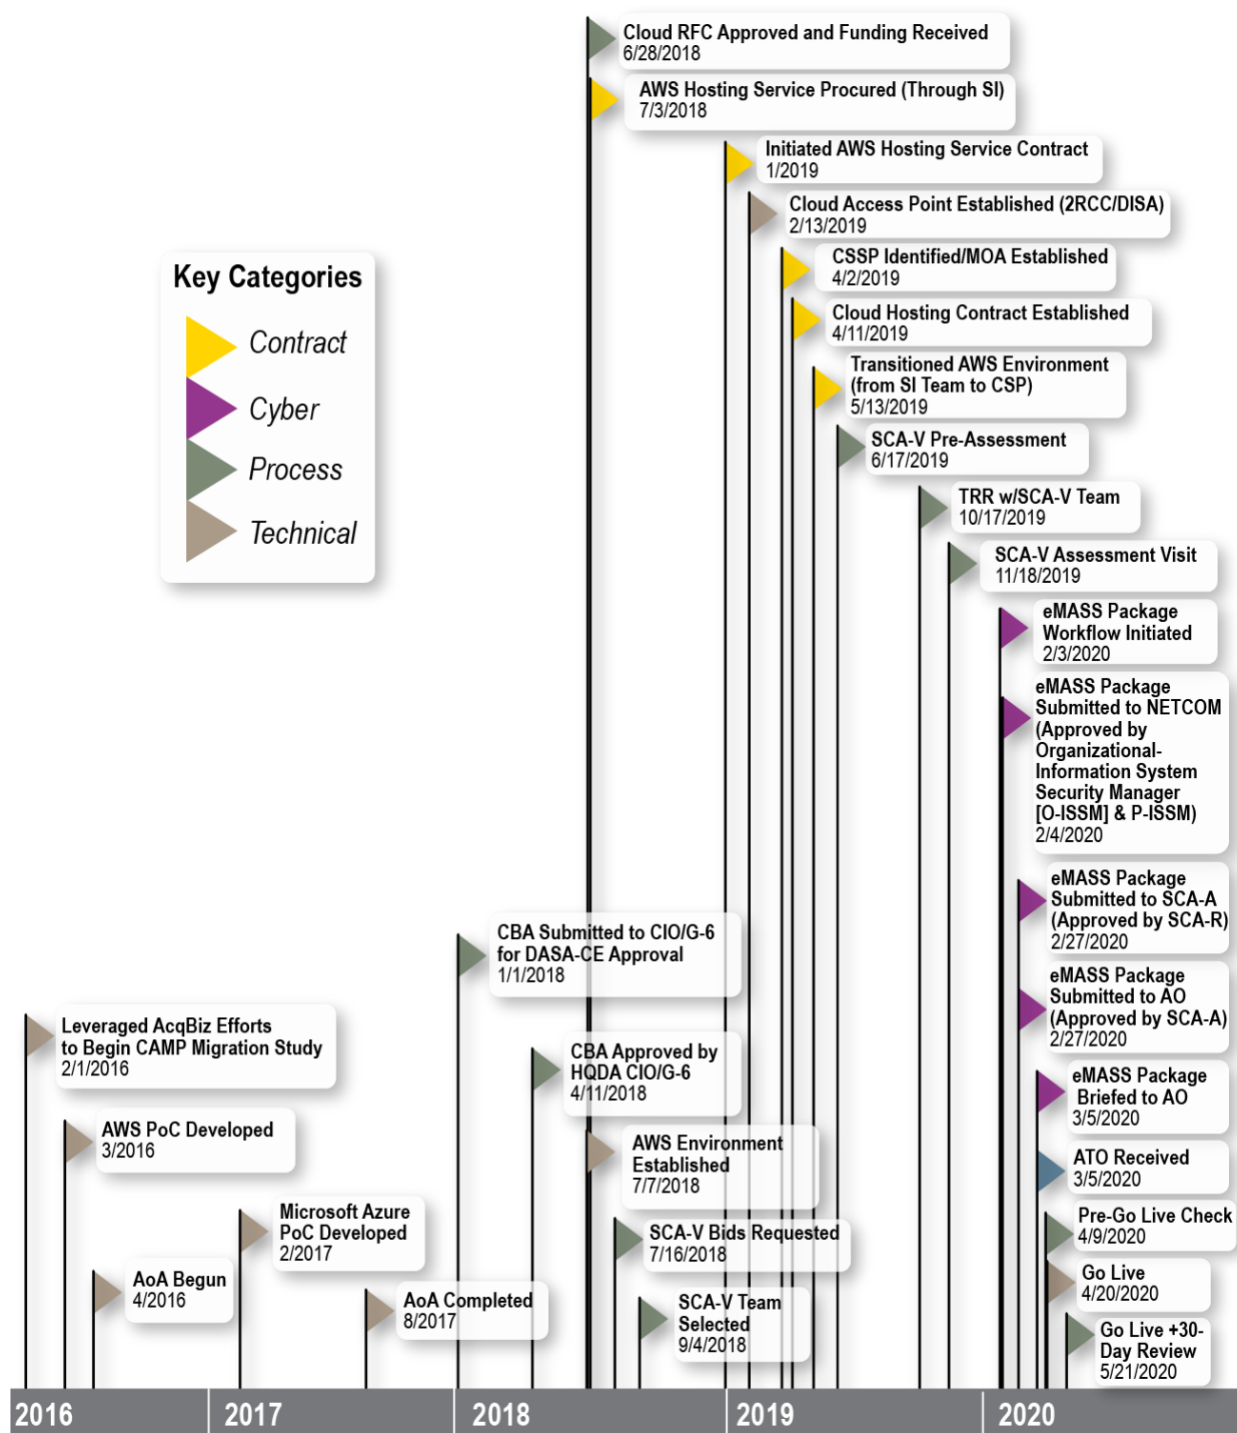 Cloud RFC Approved and Funding Received
6/28/2018
AWS Hosting Service Procured (Through SI)
7/3/2018
Initiated AWS Hosting Service Contract
1/2019
Cloud Access Point Established (2RCC/DISA)
2/13/2019
CSSP Identified/MOA Established
4/2/2019
Cloud Hosting Contract Established
4/11/2019
Transitioned AWS Environment
(from SI Team to CSP)
5/13/2019
SCA-V Pre-Assessment
6/17/2019
TRR w/SCA-V Team
10/17/2019
SCA-V Assessment Visit
11/18/2019
eMASS Package
Workflow Initiated
2/3/2020
eMASS Package
Submitted to NETCOM
(Approved by
Organizational-
Information System
Security Manager
[O-ISSM] & P-ISSM)
2/4/2020
eMASS Package
Submitted to SCA-A
(Approved by SCA-R)
2/27/2020
eMASS Package
Submitted to AO
(Approved by SCA-A)
2/27/2020
eMASS Package
Briefed to AO
3/5/2020
ATO Received
3/5/2020
Pre-Go Live Check
4/9/2020
Go Live
4/20/2020
Go Live +30-
Day Review
5/21/2020
Key Categories
Contract
Cyber
Process
Technical
CBA Submitted to CIO/G-6
for DASA-CE Approval
1/1/2018
CBA Approved by
HQDA CIO/G-6
4/11/2018
AWS Environment
Established
7/7/2018
SCA-V Bids Requested
7/16/2018
SCA-V Team
Selected
9/4/2018
Leveraged AcqBiz Efforts
to Begin CAMP Migration Study
2/1/2016
AWS PoC Developed
3/2016
AoA Begun
4/2016
Microsoft Azure
PoC Developed
2/2017
AoA Completed
8/2017
2016
2017
2018
2019
2020